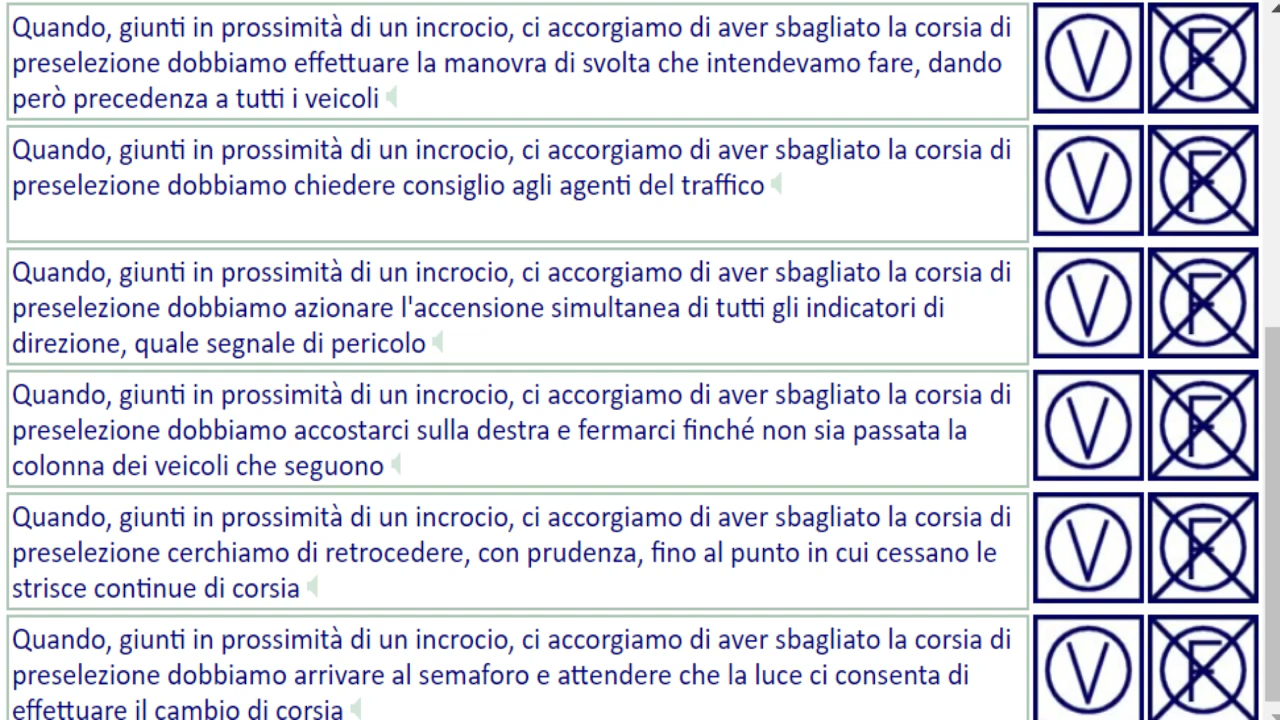 Quando, giunti in prossimità di un incrocio, ci accorgiamo di aver sbagliato la corsia di
preselezione dobbiamo effettuare la manovra di svolta che intendevamo fare, dando
però precedenza a tutti i veicoli
V F
Quando, giunti in prossimità di un incrocio, ci accorgiamo di aver sbagliato la corsia di
preselezione dobbiamo chiedere consiglio agli agenti del traffico
V F
Quando, giunti in prossimità di un incrocio, ci accorgiamo di aver sbagliato la corsia di
preselezione dobbiamo azionare l'accensione simultanea di tutti gli indicatori di
direzione, quale segnale di pericolo
V F
Quando, giunti in prossimità di un incrocio, ci accorgiamo di aver sbagliato la corsia di
preselezione dobbiamo accostarci sulla destra e fermarci finché non sia passata la
colonna dei veicoli che seguono
V F
Quando, giunti in prossimità di un incrocio, ci accorgiamo di aver sbagliato la corsia di
preselezione cerchiamo di retrocedere, con prudenza, fino al punto in cui cessano le
strisce continue di corsia
V F
Quando, giunti in prossimità di un incrocio, ci accorgiamo di aver sbagliato la corsia di
preselezione dobbiamo arrivare al semaforo e attendere che la luce ci consenta di
effettuare il cambio di corsia
V F